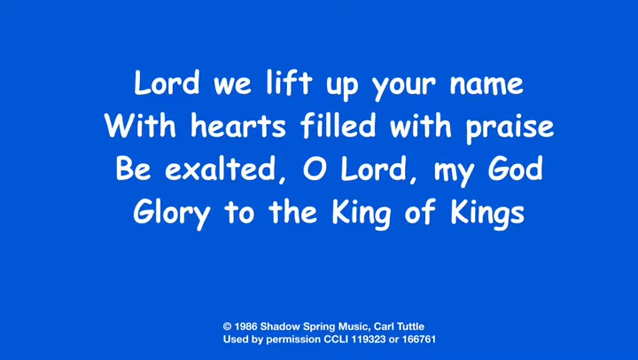 Lord we lift up your name
With hearts filled with praise
Be exalted, O Lord, my God
Glory to the King of Kings
© 1986 Shadow Spring Music, Carl Tuttle
Used by permission CCLI 119323 or 166761